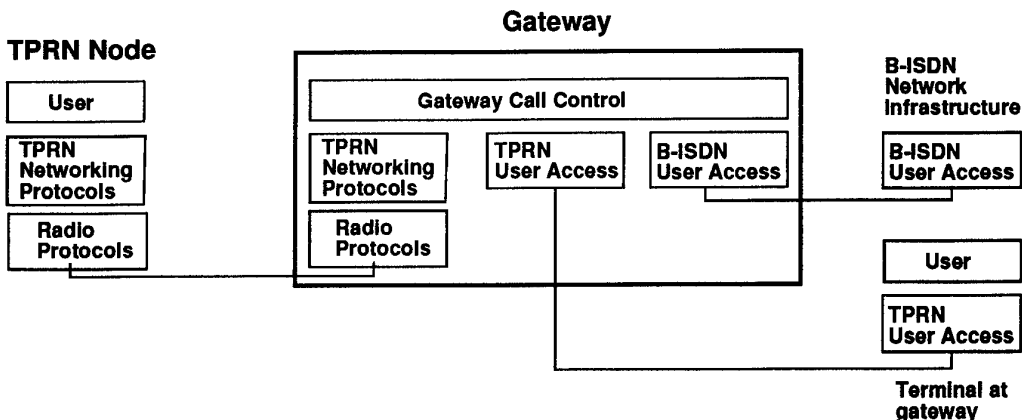 Gateway
TPRN Node
User
TPRN
Networking
Protocols
Radio
Protocols
Gateway Call Control
TPRN
Networking
Protocols
Radio
Protocols
TPRN
User Access
B-ISDN
User Access
B-ISDN
Network
Infrastructure
B-ISDN
User Access
User
TPRN
User Access
Terminal at
gateway